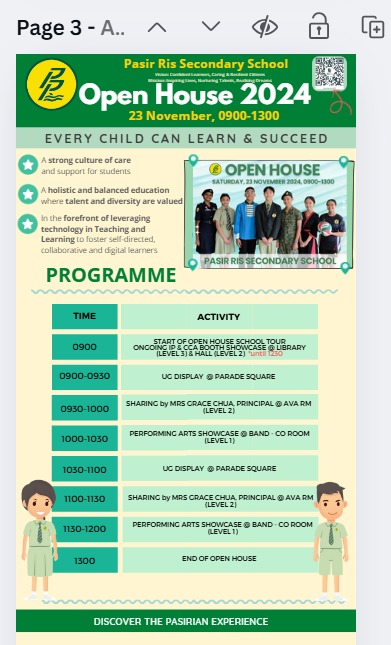 Page 3 - A..
Pasir Ris Secondary School
Vision: Confident Learners, Caring & Resilient Citizens
Mission: Inspiring Lives, Nurturing Talents, Realising Dreams
Open House 2024
23 November, 0900-1300
EVERY CHILD CAN LEARN & SUCCEED
A strong culture of care
and support for students
A holistic and balanced education
where talent and diversity are valued
In the forefront of leveraging
technology in Teaching and
Learning to foster self-directed,
collaborative and digital learners
OPEN HOUSE
SATURDAY, 23 NOVEMBER 2024, 0900-1300
PASIR RIS SECONDARY SCHOOL
PROGRAMME
TIME ACTIVITY
0900 START OF OPEN HOUSE SCHOOL TOUR
ONGOING IP & CCA BOOTH SHOWCASE @ LIBRARY
(LEVEL 3) & HALL (LEVEL 2) *until 1230
0900-0930 UG DISPLAY @ PARADE SQUARE
0930-1000 SHARING by MRS GRACE CHUA, PRINCIPAL @ AVA RM
(LEVEL 2)
1000-1030 PERFORMING ARTS SHOWCASE @ BAND - CO ROOM
(LEVEL 1)
1030-1100 UG DISPLAY @ PARADE SQUARE
1100-1130 SHARING by MRS GRACE CHUA, PRINCIPAL @ AVA RM
(LEVEL 2)
1130-1200 PERFORMING ARTS SHOWCASE @ BAND - CO ROOM
(LEVEL 1)
1300 END OF OPEN HOUSE
DISCOVER THE PASIRIAN EXPERIENCE